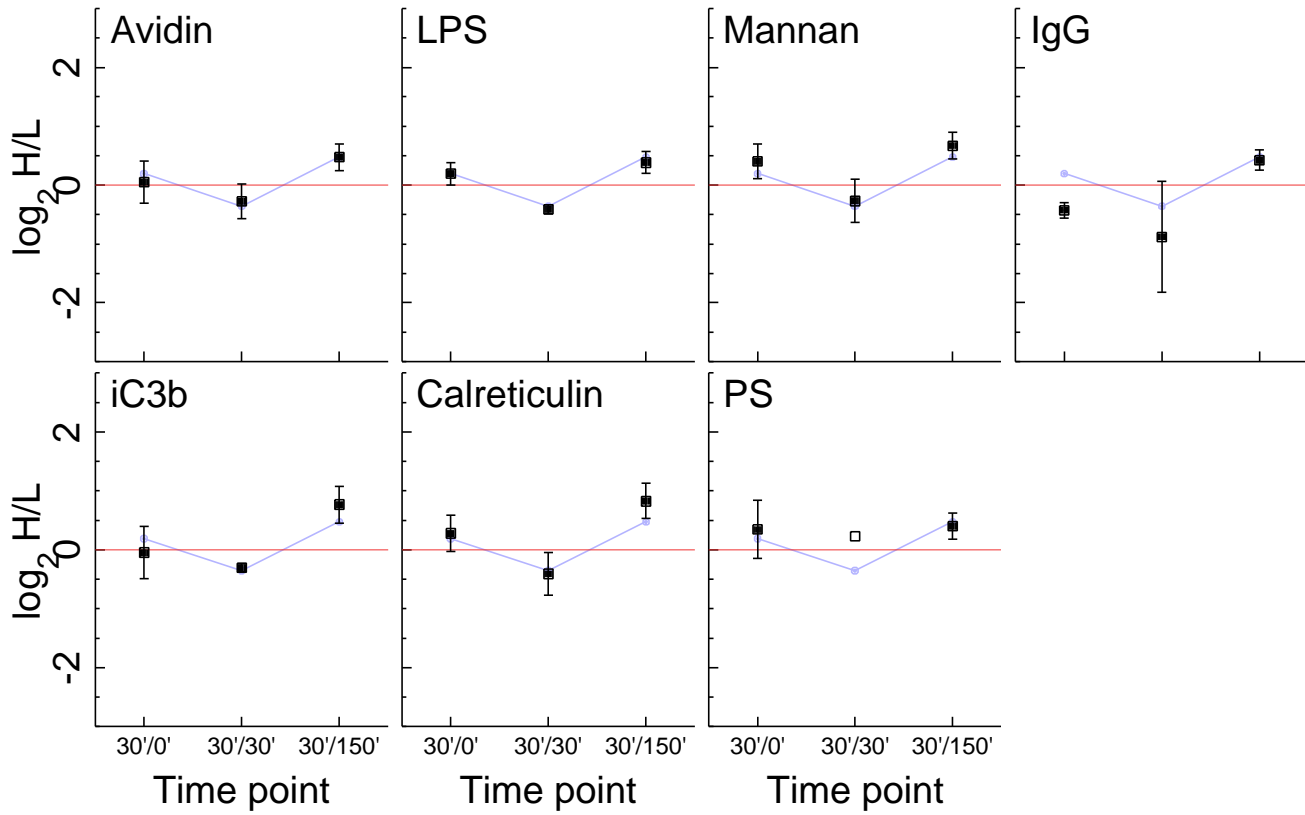 Avidin
LPS
Mannan
IgG
log2 H/L
2
0
-2
iC3b
Calreticulin
PS
log2 H/L
2
0
-2
30'/0' 30'/30' 30'/150'
30'/0' 30'/30' 30'/150'
30'/0' 30'/30' 30'/150'
Time point
Time point
Time point